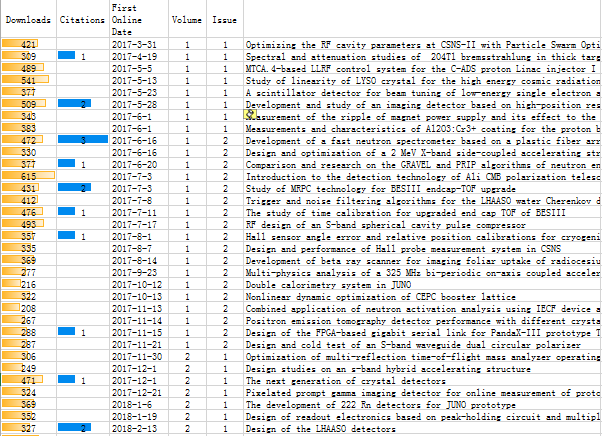 First
Downloads Citations Online Volume Issue
Date
421 2017-3-31 1 1 Optimizing the RF cavity parameters at CSNS-II with Particle Swarm Opti
309 1 2017-4-19 1 1 Spectral and attenuation studies of 204Tl bremsstrahlung in thick targ
489 2017-5-5 1 1 MTCA.4-based LLRF control system for the C-ADS proton Linac injector I
541 2017-5-13 1 1 Study of linearity of LYSO crystal for the high energy cosmic radiation
377 2017-5-23 1 1 A scintillator detector for beam tuning of low-energy single electron a
509 2 2017-5-28 1 1 Development and study of an imaging detector based on high-position res
343 2017-6-1 1 surement of the ripple of magnet power supply and its effect to the
383 2017-6-1 1 1 Measurements and characteristics of Al2O3:Cr3+ coating for the proton b
472 3 2017-6-16 1 2 Development of a fast neutron spectrometer based on a plastic fiber arr
330 2017-6-16 1 2 Design and optimization of a 2 MeV X-band side-coupled accelerating str
377 1 2017-6-20 1 2 Comparison and research on the GRAVEL and PRIP algorithms of neutron en
615 2017-7-3 1 2 Introduction to the detection technology of Ali CMB polarization telesc
431 2 2017-7-3 1 2 Study of MRPC technology for BESIII endcap-TOF upgrade
412 2017-7-8 1 2 Trigger and noise filtering algorithms for the LHAASO water Cherenkov d
476 1 2017-7-11 1 2 The study of time calibration for upgraded end cap TOF of BESIII
493 2017-7-17 1 2 RF design of an S-band spherical cavity pulse compressor
357 1 2017-8-1 1 2 Hall sensor angle error and relative position calibrations for cryogeni
335 2017-8-7 1 2 Design and performance of Hall probe measurement system in CSNS
369 2017-8-14 1 2 Development of beta ray scanner for imaging foliar uptake of radiocesiu
277 2017-9-23 1 2 Multi-physics analysis of a 325 MHz bi-periodic on-axis coupled acceler
216 2017-10-12 1 2 Double calorimetry system in JUNO
322 2017-10-13 1 2 Nonlinear dynamic optimization of CEPC booster lattice
208 2017-11-13 1 2 Combined application of neutron activation analysis using IECF device a
267 2017-11-14 1 2 Positron emission tomography detector performance with different crysta
288 1 2017-11-15 1 2 Design of the FPGA-based gigabit serial link for PandaX-III prototype T
287 2017-11-21 1 2 Design and cold test of an S-band waveguide dual circular polarizer
306 2017-11-30 2 1 Optimization of multi-reflection time-of-flight mass analyzer operating
249 2017-12-1 2 1 Design studies on an s-band hybrid accelerating structure
471 1 2017-12-1 2 1 The next generation of crystal detectors
324 2017-12-21 2 1 Pixelated prompt gamma imaging detector for online measurement of proto
369 2018-1-6 2 1 The development of 222 Rn detectors for JUNO prototype
352 2018-1-19 2 1 Design of readout electronics based on peak-holding circuit and multipl
327 2 2018-2-13 2 1 Design of the LHAASO detectors